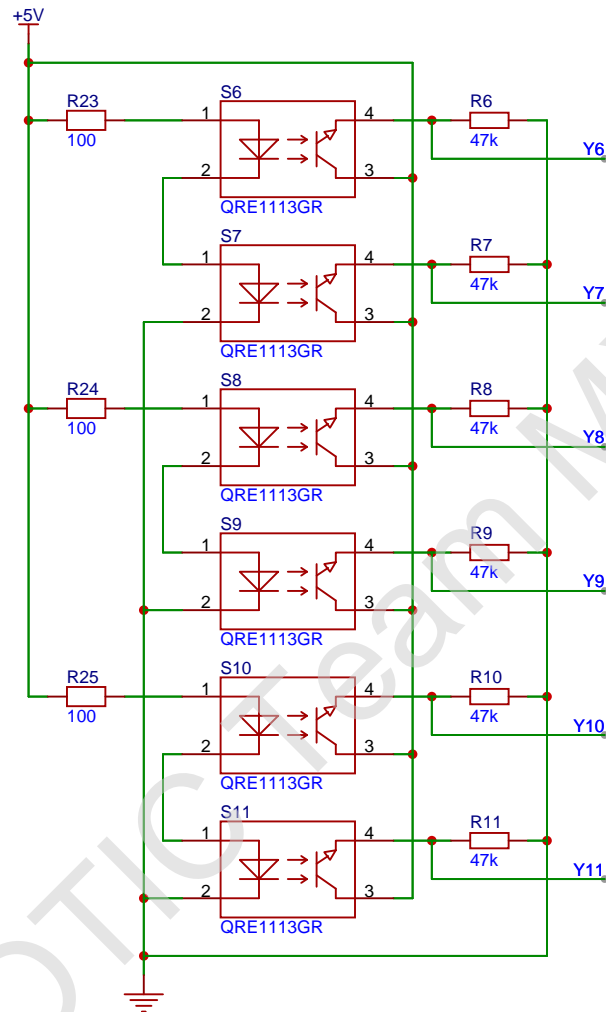 +5V
S6
R23
R6
1
4
100
47k
Y6
2
3
QRE1113GR
S7
R7
1
4
47k
Y7
2
3
QRE1113GR
S8
R24
R8
1
4
100
47k
Y8
2
3
QRE1113GR
S9
R9
1
4
47k
Y9
2
3
QRE1113GR
S10
R25
R10
1
4
100
47k
Y10
2
3
QRE1113GR
S11
R11
1
4
47k
Y11
2
3
QRE1113GR
OTIC Team M